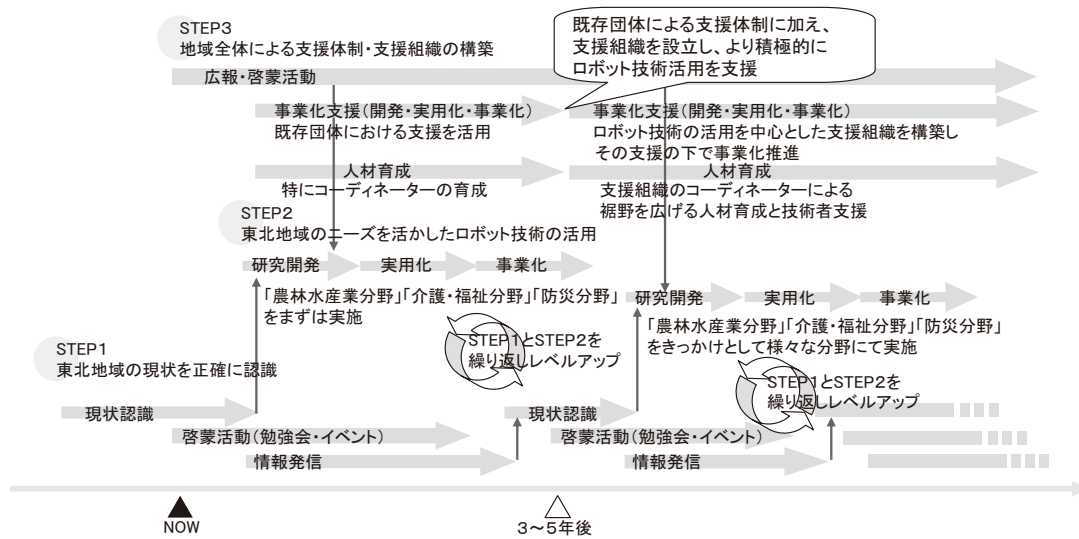 STEP3
地域全体による支援体制・支援組織の構築
広報・啓蒙活動
既存団体による支援体制に加え、
支援組織を設立し、より積極的に
ロボット技術活用を支援
事業化支援(開発・実用化・事業化)
既存団体における支援を活用
事業化支援(開発・実用化・事業化)
ロボット技術の活用を中心とした支援組織を構築し
その支援の下で事業化推進
人材育成
特にコーディネーターの育成
人材育成
支援組織のコーディネーターによる
裾野を広げる人材育成と技術者支援
STEP2
東北地域のニーズを活かしたロボット技術の活用
研究開発
実用化
事業化
「農林水産業分野」「介護・福祉分野」「防災分野」
をまずは実施
研究開発
実用化
事業化
「農林水産業分野」「介護・福祉分野」「防災分野」
をきっかけとして様々な分野にて実施
STEP1
東北地域の現状を正確に認識
STEP1とSTEP2を
繰り返しレベルアップ
STEP1とSTEP2を
繰り返しレベルアップ
現状認識
啓蒙活動(勉強会・イベント)
情報発信
現状認識
啓蒙活動(勉強会・イベント)
情報発信
NOW
3～5年後